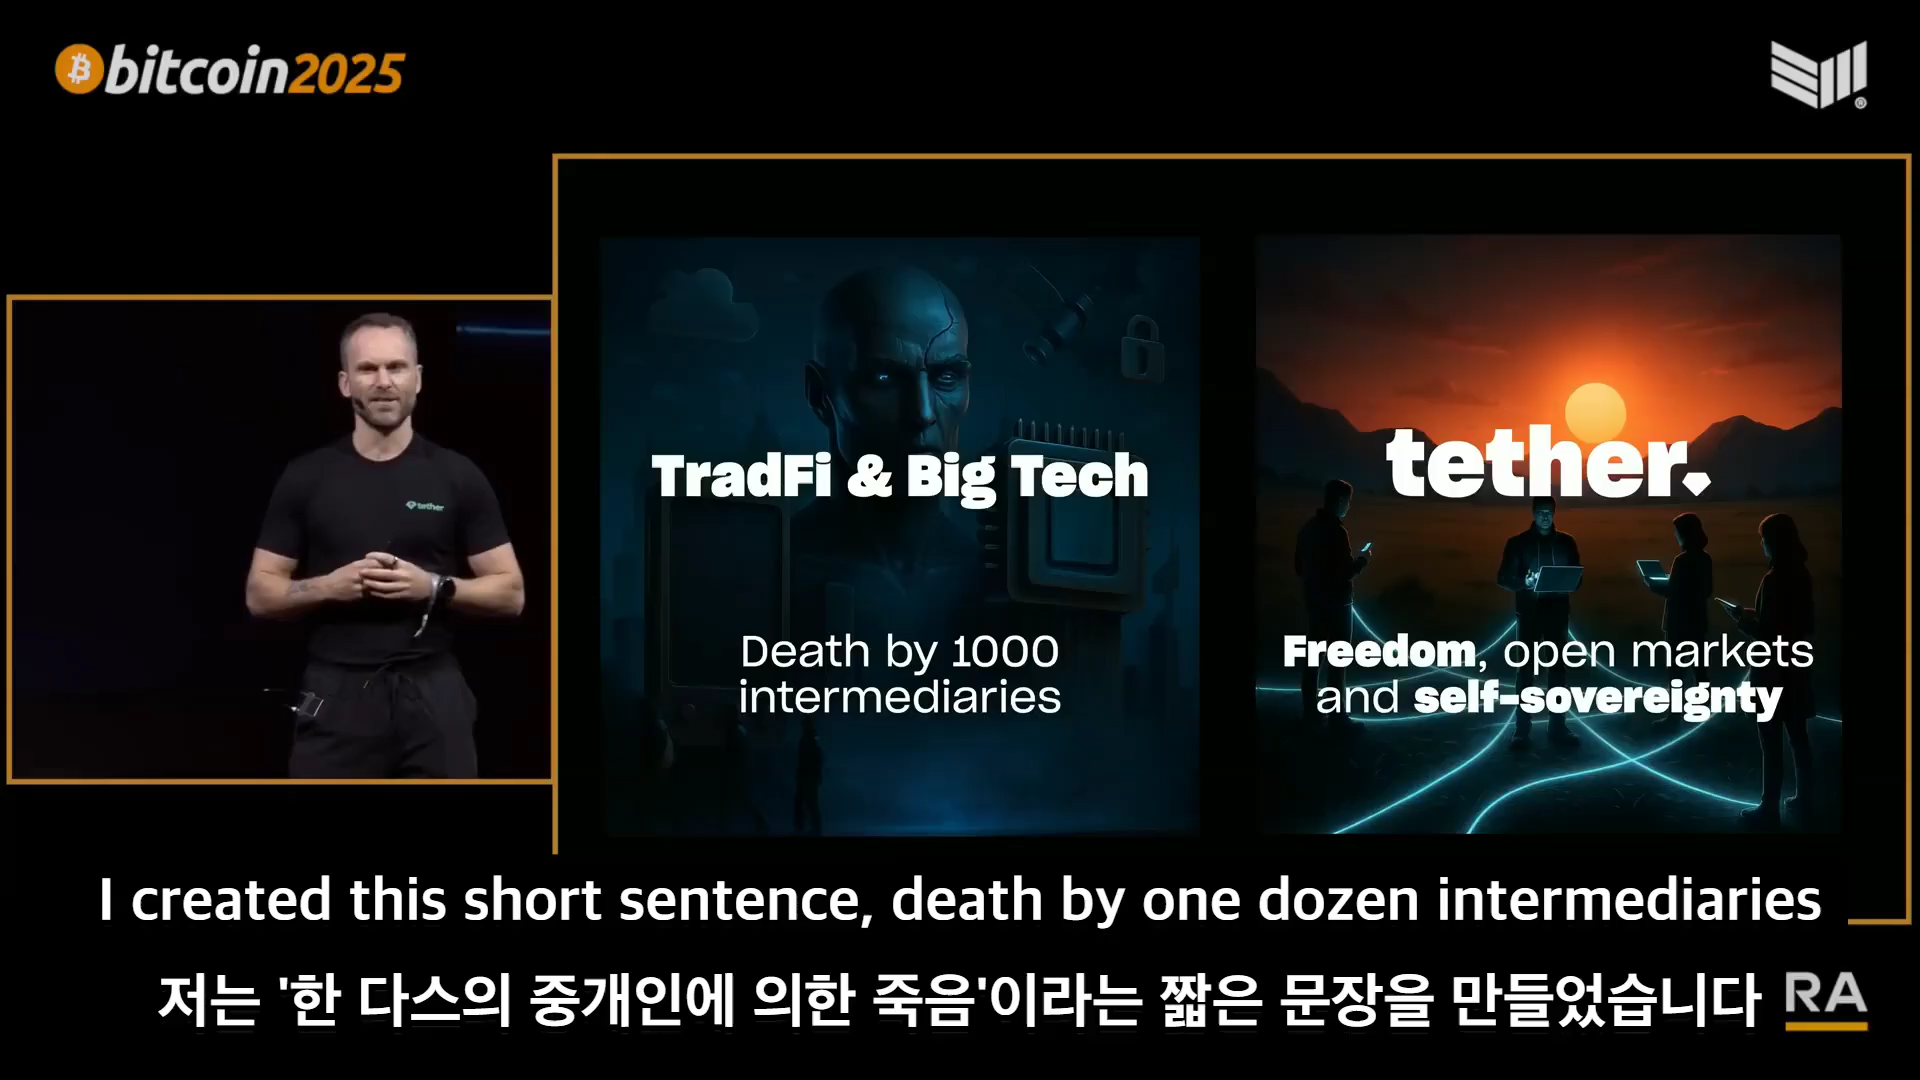 bitcoin2025
tether
TradFi & Big Tech
Death by 1000
intermediaries
tether.
Freedom, open markets
and self-sovereignty
I created this short sentence, death by one dozen intermediaries
저는 '한 다스의 중개인에 의한 죽음'이라는 짧은 문장을 만들었습니다
RA